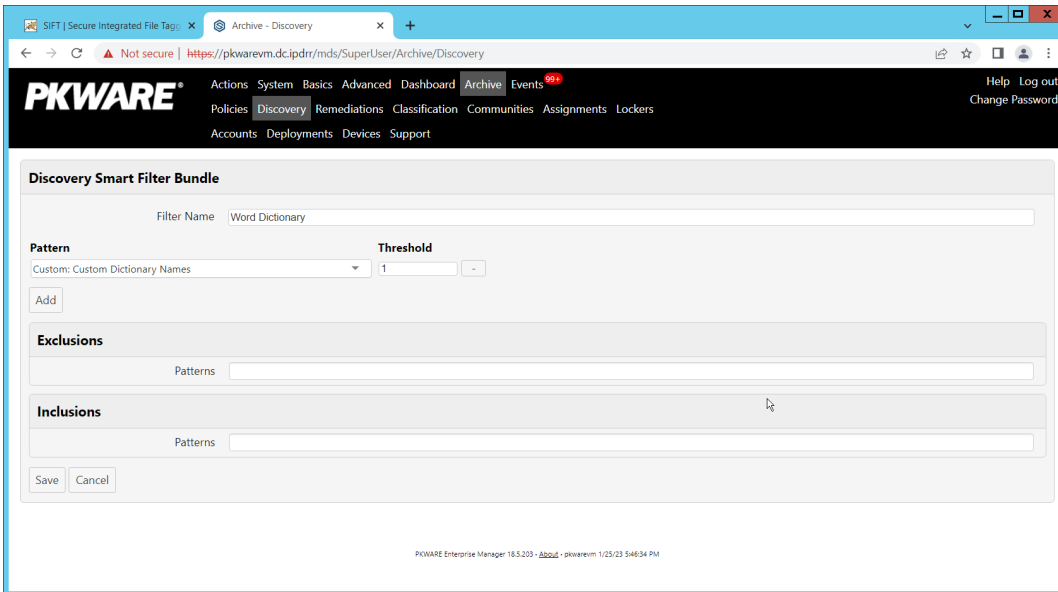 SIFT | Secure Integrated File Tagg
Archive - Discovery
Not secure | https://pkwarevm.dc.ipdrr/mds/SuperUser/Archive/Discovery
PKWARE®
Actions System Basics Advanced Dashboard Archive Events 99+
Help Log out
Policies Discovery Remediations Classification Communities Assignments Lockers
Change Password
Accounts Deployments Devices Support
Discovery Smart Filter Bundle
Filter Name Word Dictionary
Pattern Threshold
Custom: Custom Dictionary Names 1 -
Add
Exclusions
Patterns
Inclusions
Patterns
Save Cancel
PKWARE Enterprise Manager 18.5.203 - About - pkwarevm 1/25/23 5:46:34 PM